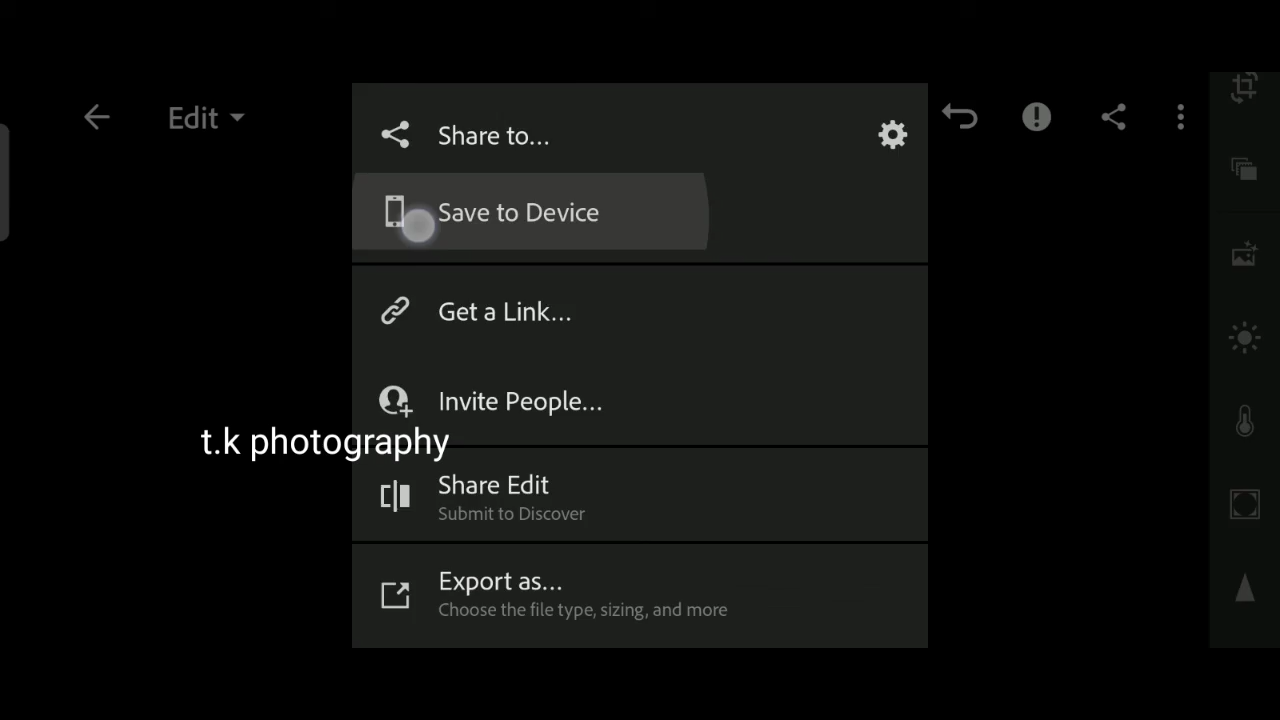 Edit
Share to...
Save to Device
Get a Link...
Invite People...
t.k photography
Share Edit
Submit to Discover
Export as...
Choose the file type, sizing, and more